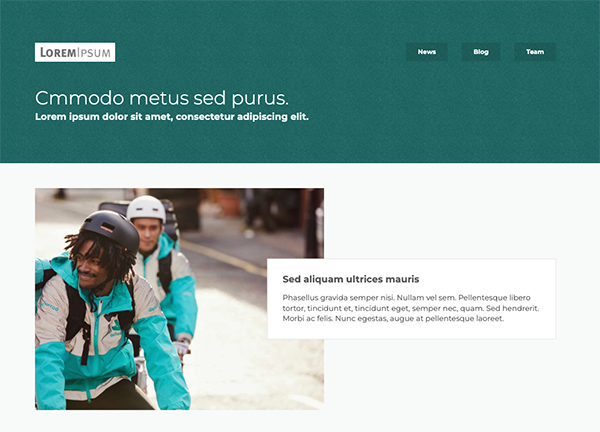 LOREMIPSUM
News
Blog
Team
Cmmodo metus sed purus.
Lorem ipsum dolor sit amet, consectetur adipiscing elit.
Sed aliquam ultrices mauris
Phasellus gravida semper nisi. Nullam vel sem. Pellentesque libero
tortor, tincidunt et, tincidunt eget, semper nec, quam. Sed hendrerit.
Morbi ac felis. Nunc egestas, augue at pellentesque laoreet.